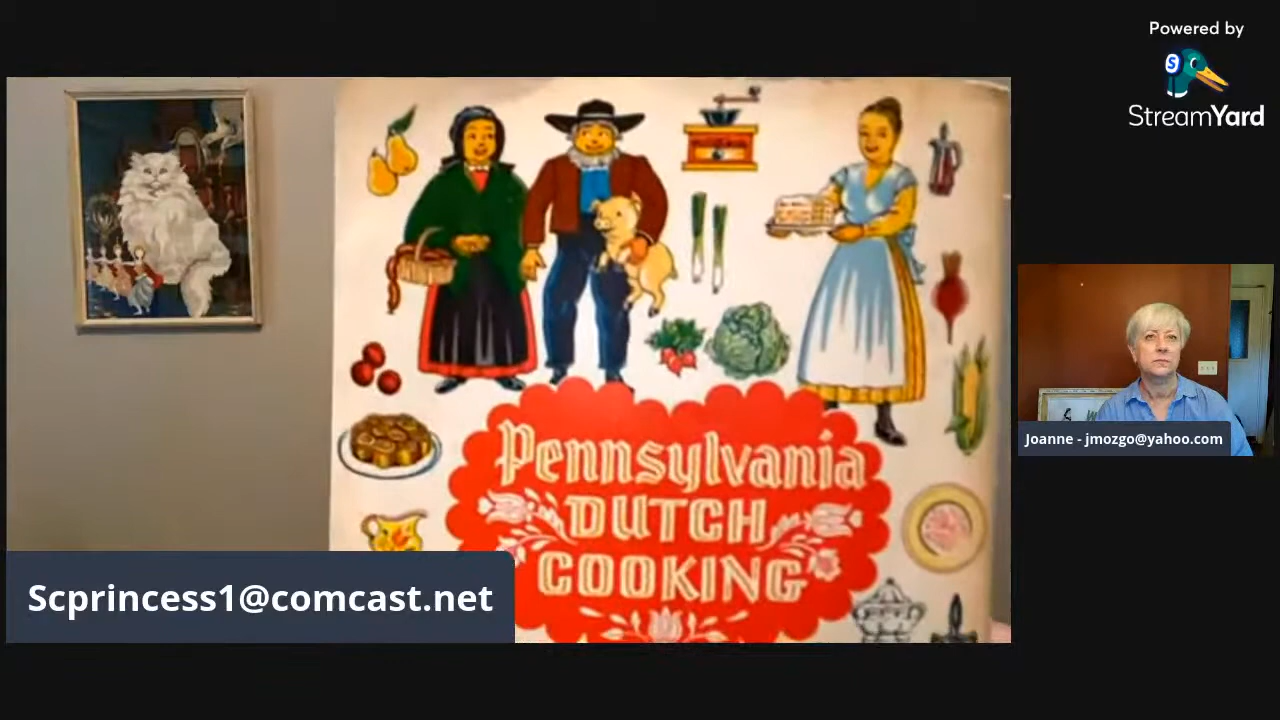 Powered by
StreamYard
Pennsylvania
DUTCH
COOKING
Scprincess1@comcast.net
Joanne - jmozgo@yahoo.com